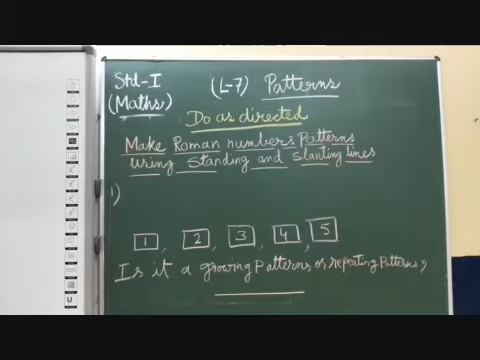 Std-I
(L-7) Patterns
(Maths)
Do as directed
Make Roman numbers Patterns
using standing and slanting lines
1)
1, 2, 3, 4, 5
Is it a growing Patterns or repeating Patterns,